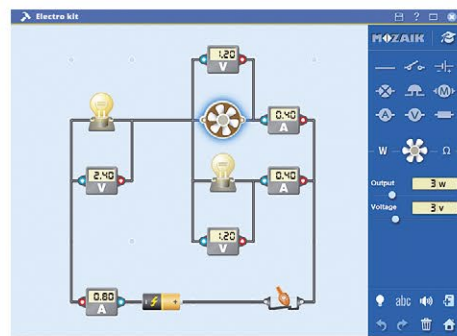 Electro kit
?
MOZAIK
1.20
V
0.40
A
2.40
V
0.40
A
1.20
V
0.80
A
M
A
V
W
Ω
Output
3 w
Voltage
3 v
abc